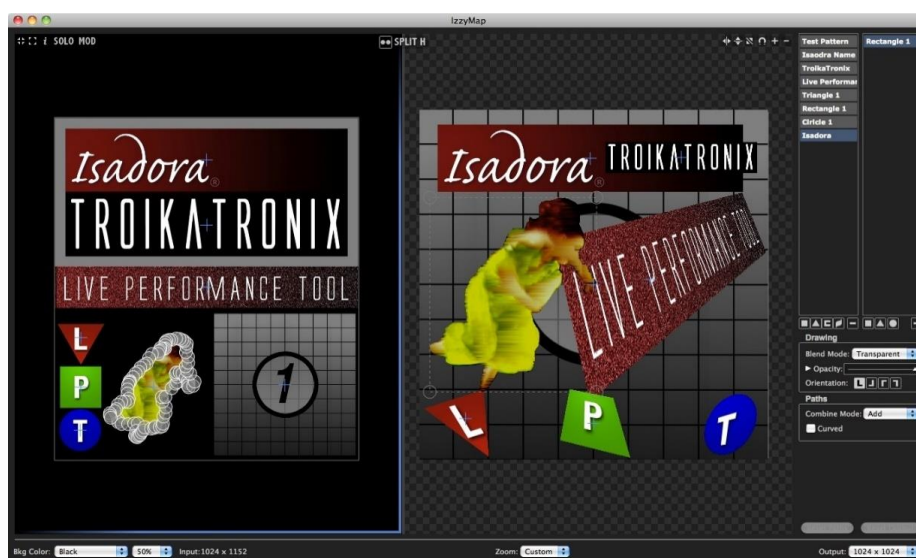 IzzyMap
i SOLO MOD
SPLIT H
Isadora®
TROIKATRONIX
LIVE PERFORMANCE TOOL
L
P
T
1
Isadora®
TROIKATRONIX
LIVE PERFORMANCE TOOL
L
P
T
Test Pattern
Isaodra Name
TroikaTronix
Live Performan
Triangle 1
Rectangle 1
Clricle 1
Isadora
Rectangle 1
Drawing
Blend Mode: Transparent
Opacity:
Orientation:
Paths
Combine Mode: Add
Curved
Bkg Color: Black 50% Input: 1024 x 1152 Zoom: Custom Output: 1024 x 1024